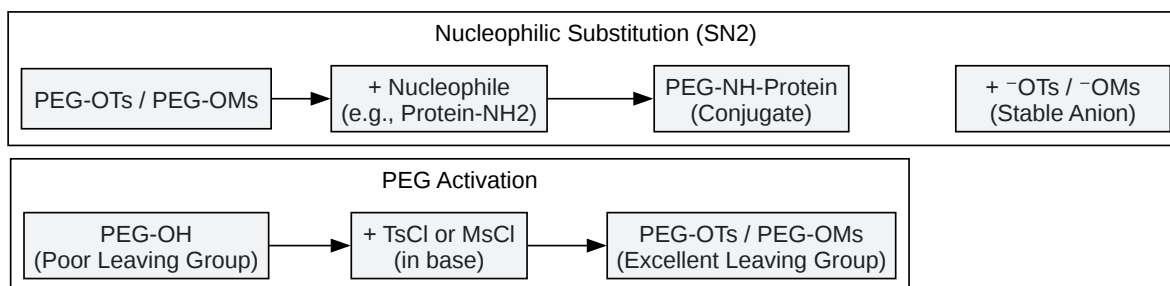 Nucleophilic Substitution (SN2)
PEG-OTs / PEG-OMs
+ Nucleophile
(e.g., Protein-NH2)
PEG-NH-Protein
(Conjugate)
+ ⁻OTs / ⁻OMs
(Stable Anion)
PEG Activation
PEG-OH
(Poor Leaving Group)
+ TsCl or MsCl
(in base)
PEG-OTs / PEG-OMs
(Excellent Leaving Group)